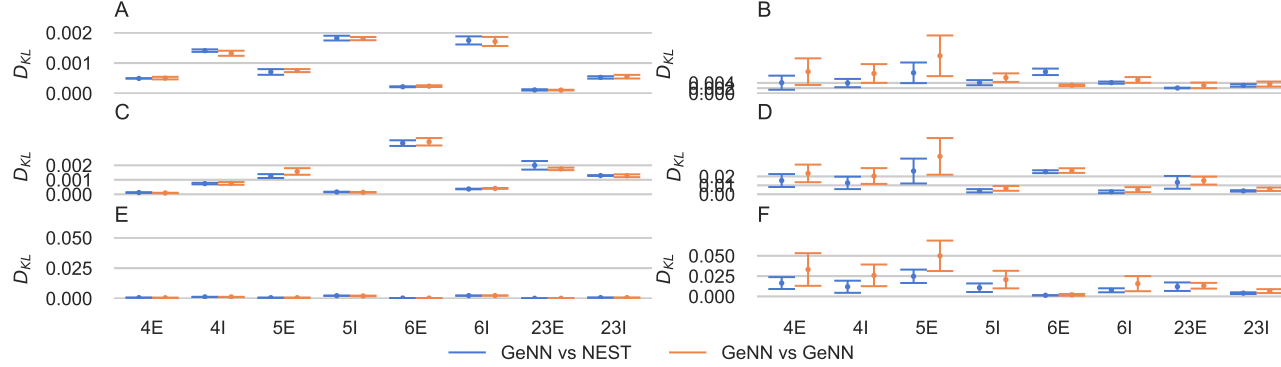 A
B
0.002
0.001
0.000
D_KL
0.004
0.002
0.000
D_KL
C
D
0.002
0.001
0.000
D_KL
0.02
0.01
0.00
D_KL
E
F
0.050
0.025
0.000
D_KL
0.050
0.025
0.000
D_KL
4E 4I 5E 5I 6E 6I 23E 23I
4E 4I 5E 5I 6E 6I 23E 23I
GeNN vs NEST GeNN vs GeNN